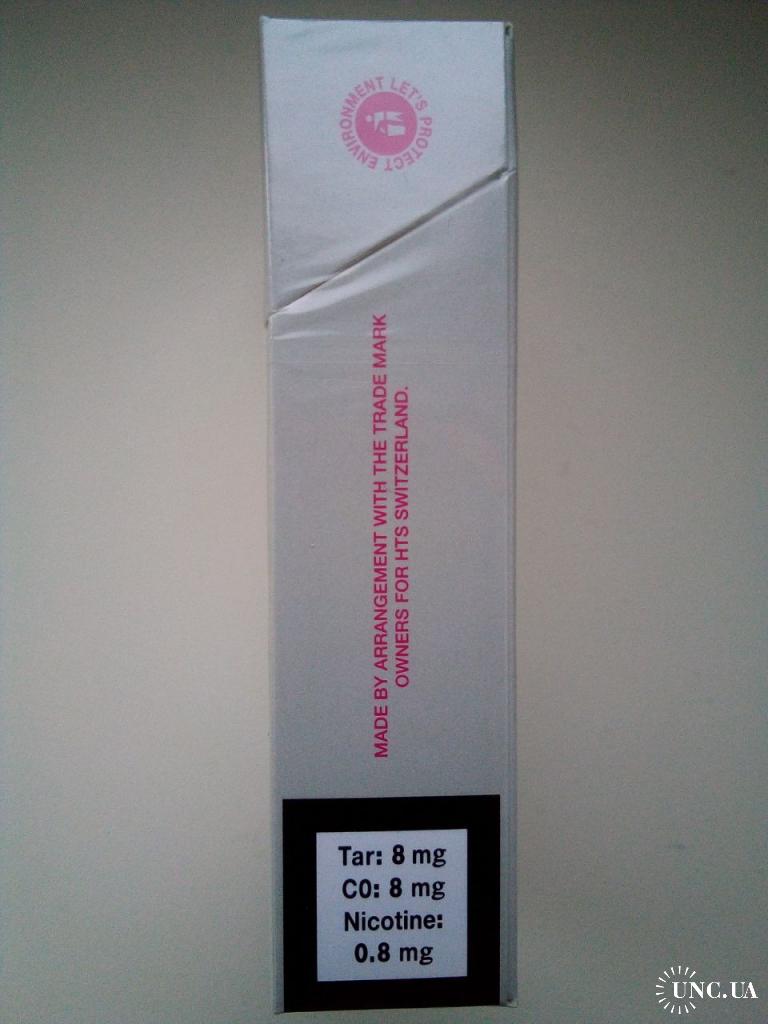 LET'S PROTECT ENVIRONMENT
MADE BY ARRANGEMENT WITH THE TRADE MARK
OWNERS FOR HTS SWITZERLAND.
Tar: 8 mg
C0: 8 mg
Nicotine:
0.8 mg
UNC.UA